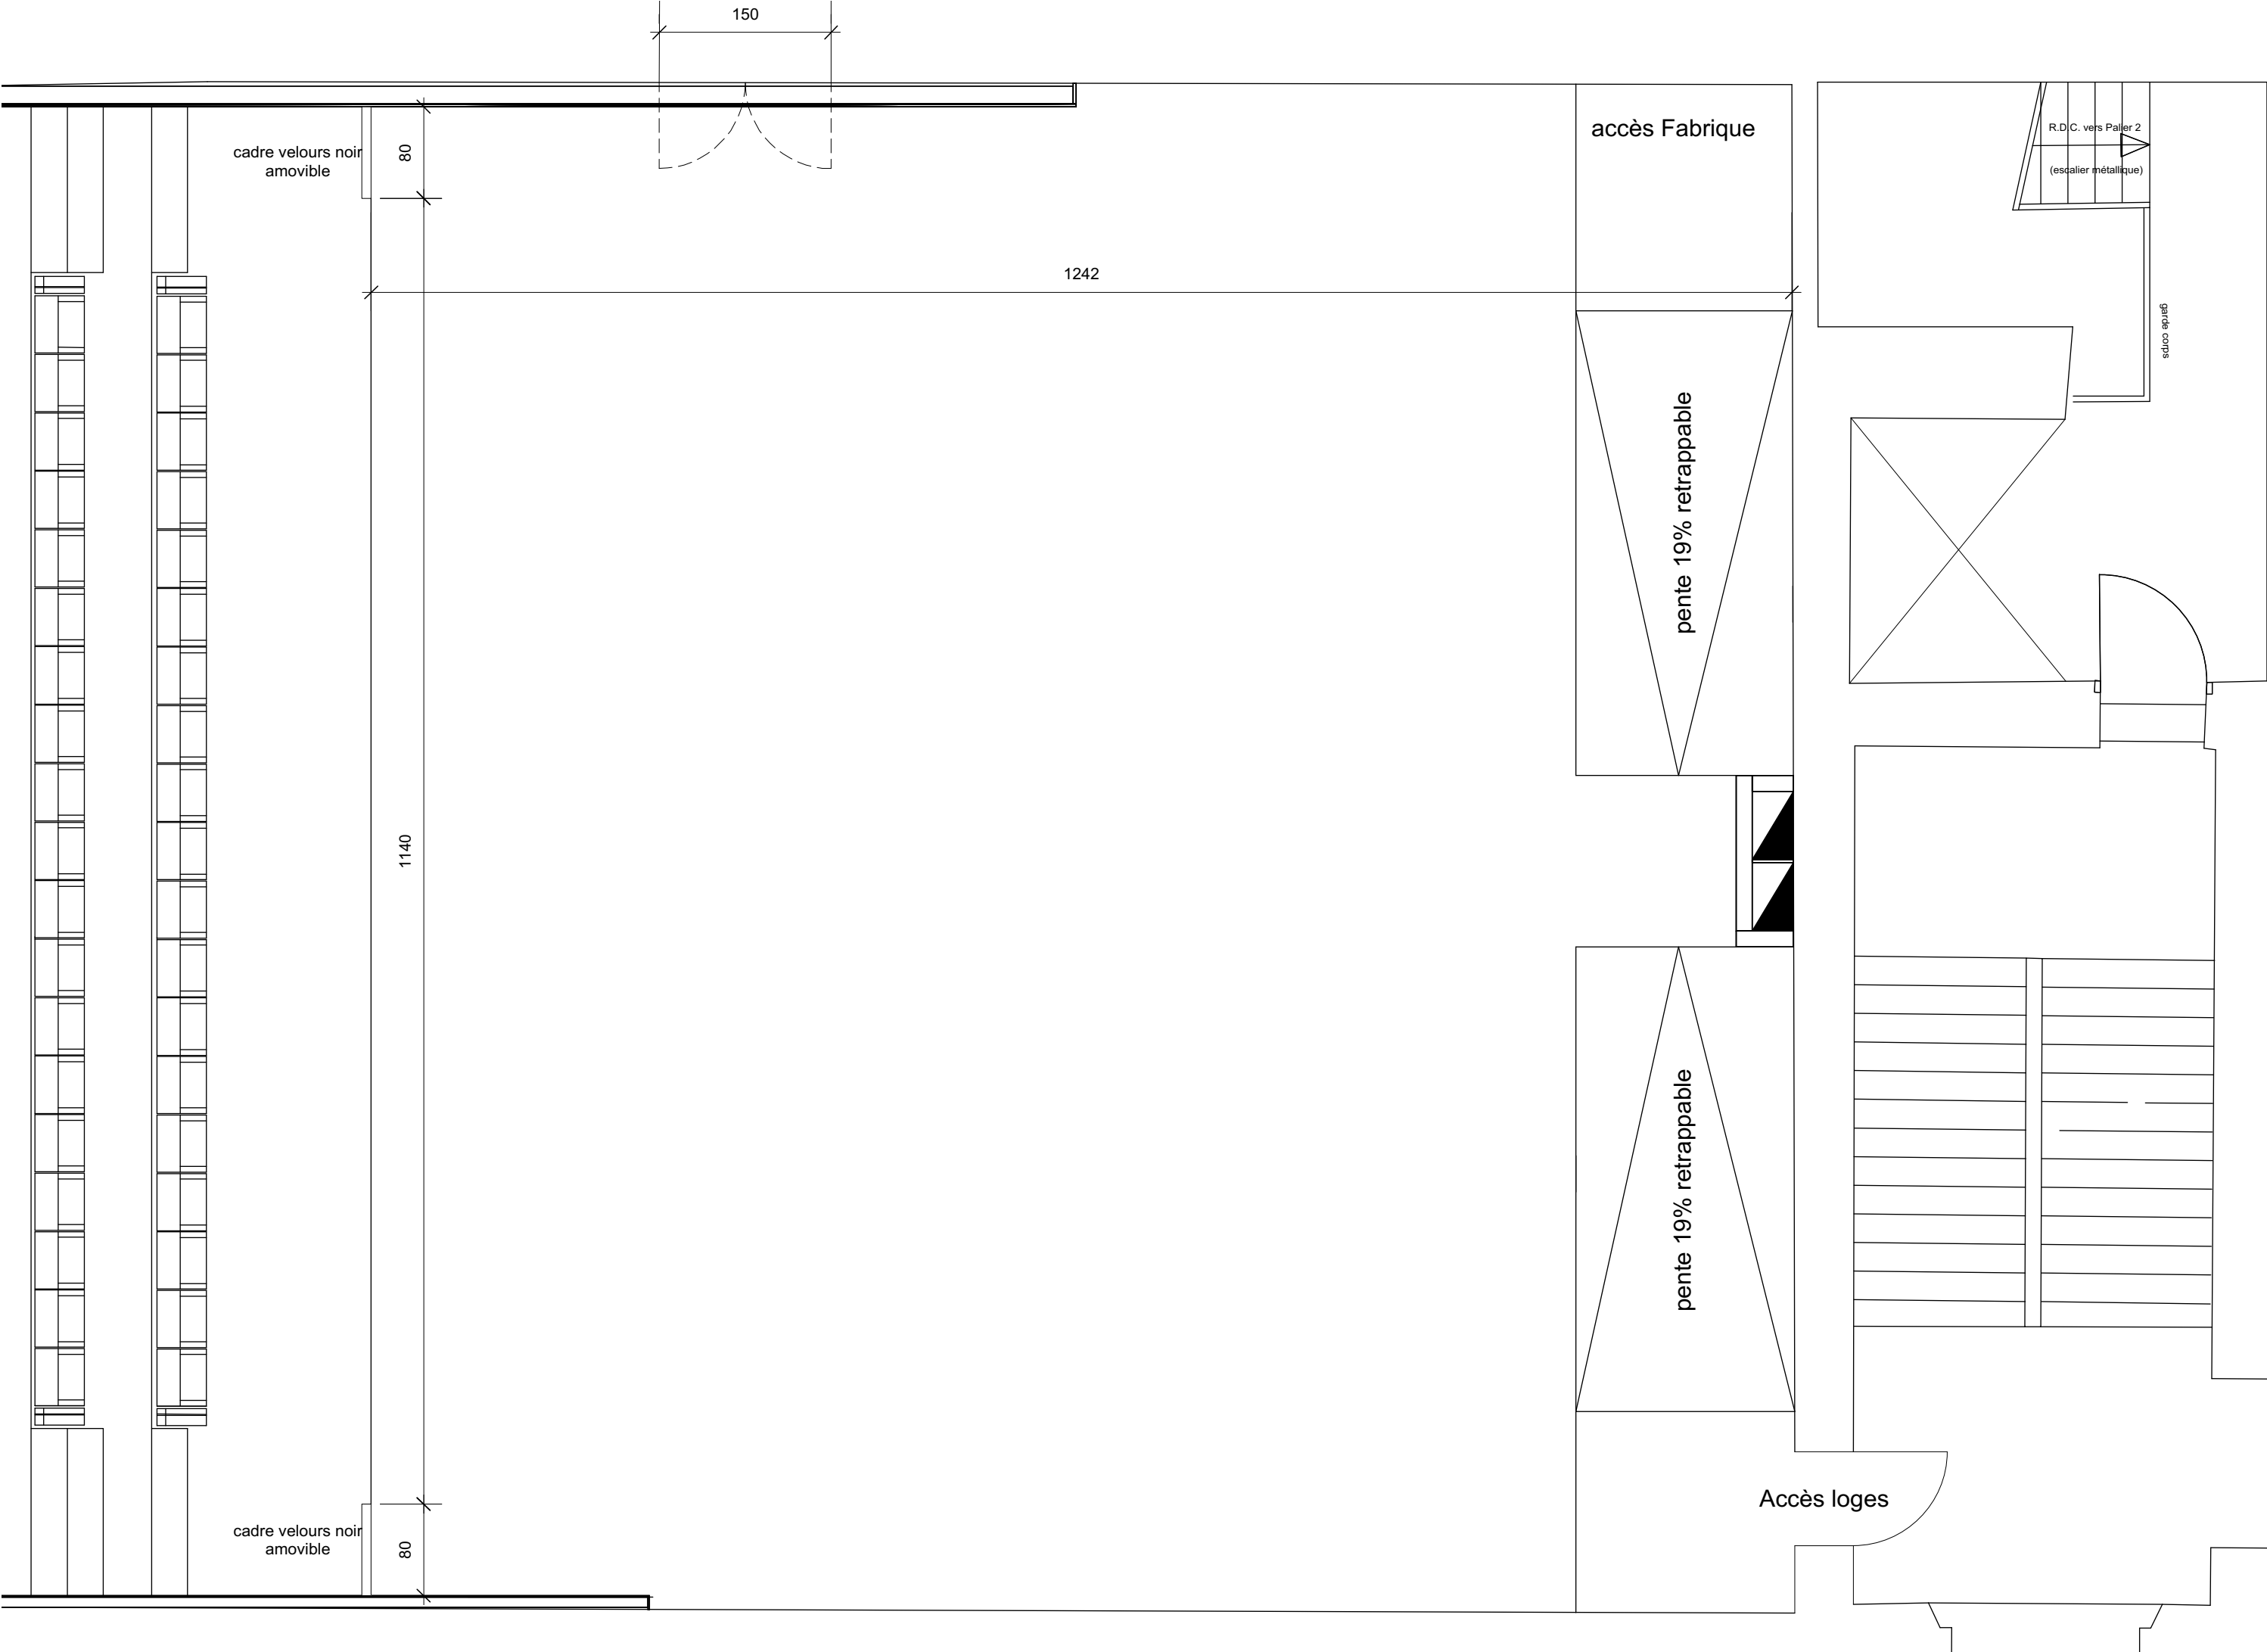 150
accès Fabrique
R.D.C. vers Palier 2
(escalier métallique)
cadre velours noir
amovible
80
1242
garde corps
pente 19% retrappable
1140
pente 19% retrappable
Accès loges
cadre velours noir
amovible
80